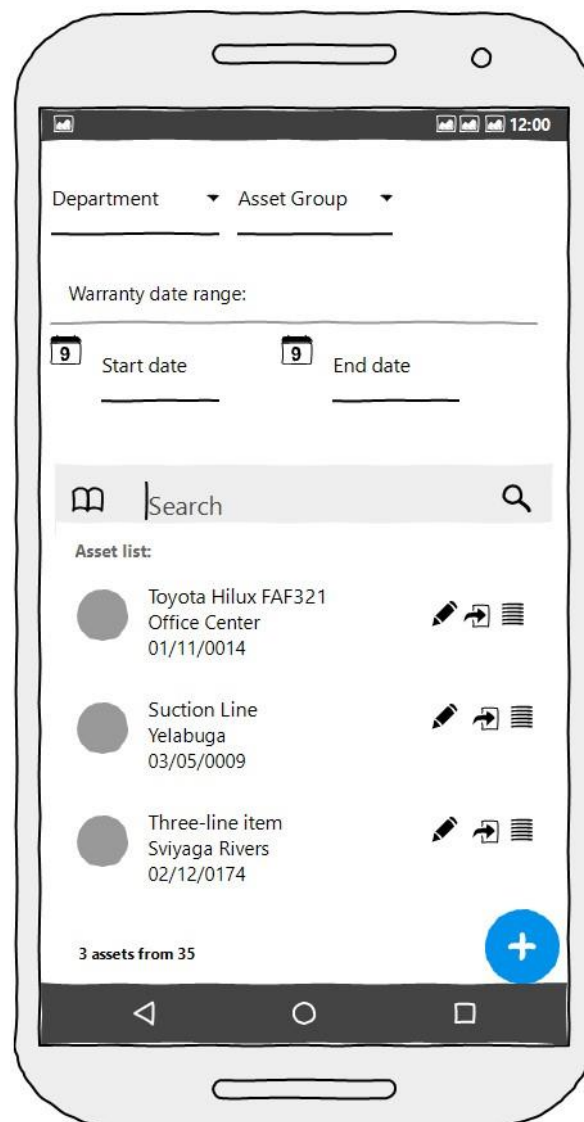 12:00
Department Asset Group
Warranty date range:
9 Start date 9 End date
Search
Asset list:
Toyota Hilux FAF321
Office Center
01/11/0014
Suction Line
Yelabuga
03/05/0009
Three-line item
Sviyaga Rivers
02/12/0174
3 assets from 35